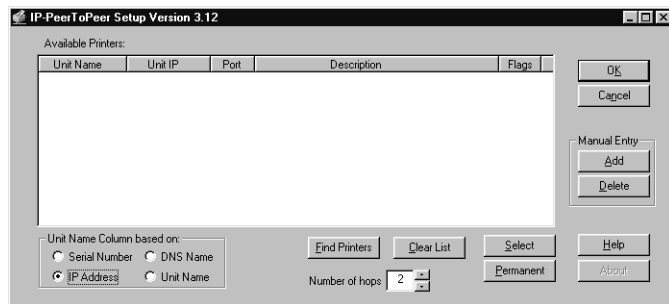 IP-PeerToPeer Setup Version 3.12
Available Printers:
Unit Name Unit IP Port Description Flags
OK
Cancel
Manual Entry
Add
Delete
Unit Name Column based on:
Serial Number DNS Name
IP Address Unit Name
Find Printers Clear List Select Help
Number of hops 2 Permanent About